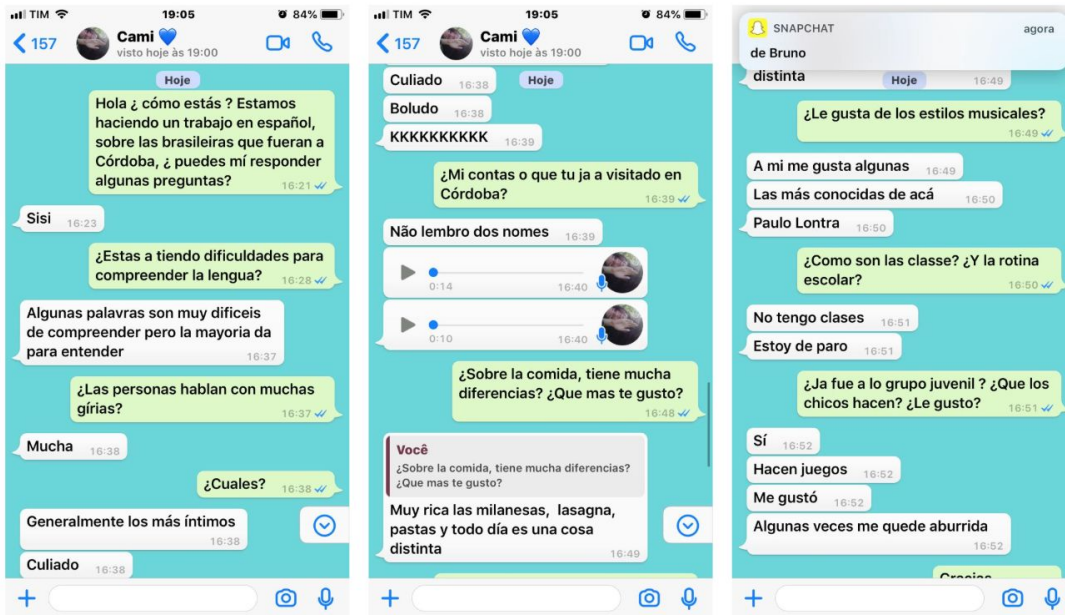 TIM
19:05
84%
157
Cami 💙
visto hoje às 19:00
Hoje
Hola ¿ cómo estás ? Estamos
haciendo un trabajo en español,
sobre las brasileiras que fueran a
Córdoba, ¿ puedes mí responder
algunas preguntas?
16:21
Sisi
16:23
¿Estas a tiendo dificuldades para
compreender la lengua?
16:28
Algunas palavras son muy dificeis
de compreender pero la mayoria da
para entender
16:37
¿Las personas hablan con muchas
gírias?
16:37
Mucha
16:38
¿Cuales?
16:38
Generalmente los más íntimos
16:38
Culiado
16:38
TIM
19:05
84%
157
Cami 💙
visto hoje às 19:00
Culiado
16:38
Hoje
Boludo
16:38
KKKKKKKKKK
16:39
¿Mi contas o que tu ja a visitado en
Córdoba?
16:39
Não lembro dos nomes
16:39
0:14
16:40
0:10
16:40
¿Sobre la comida, tiene mucha
diferencias? ¿Que mas te gusto?
16:48
Você
¿Sobre la comida, tiene mucha diferencias?
¿Que mas te gusto?
Muy rica las milanesas, lasagna,
pastas y todo día es una cosa
distinta
16:49
SNAPCHAT
agora
de Bruno
distinta
Hoje
16:49
¿Le gusta de los estilos musicales?
16:49
A mi me gusta algunas
16:49
Las más conocidas de acá
16:50
Paulo Lontra
16:50
¿Como son las classe? ¿Y la rotina
escolar?
16:50
No tengo clases
16:51
Estoy de paro
16:51
¿Ja fue a lo grupo juvenil ? ¿Que los
chicos hacen? ¿Le gusto?
16:51
Sí
16:52
Hacen juegos
16:52
Me gustó
16:52
Algunas veces me quede aburrida
16:52
Gracias